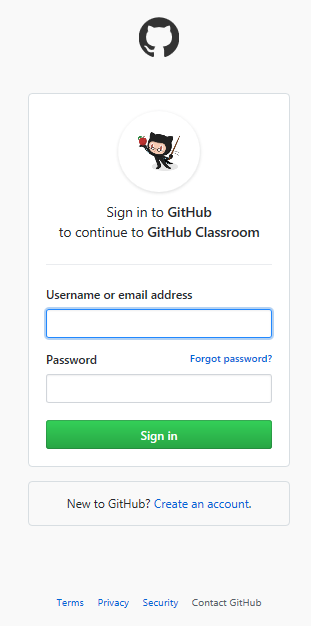 Sign in to GitHub
to continue to GitHub Classroom
Username or email address
Password Forgot password?
Sign in
New to GitHub? Create an account.
Terms Privacy Security Contact GitHub